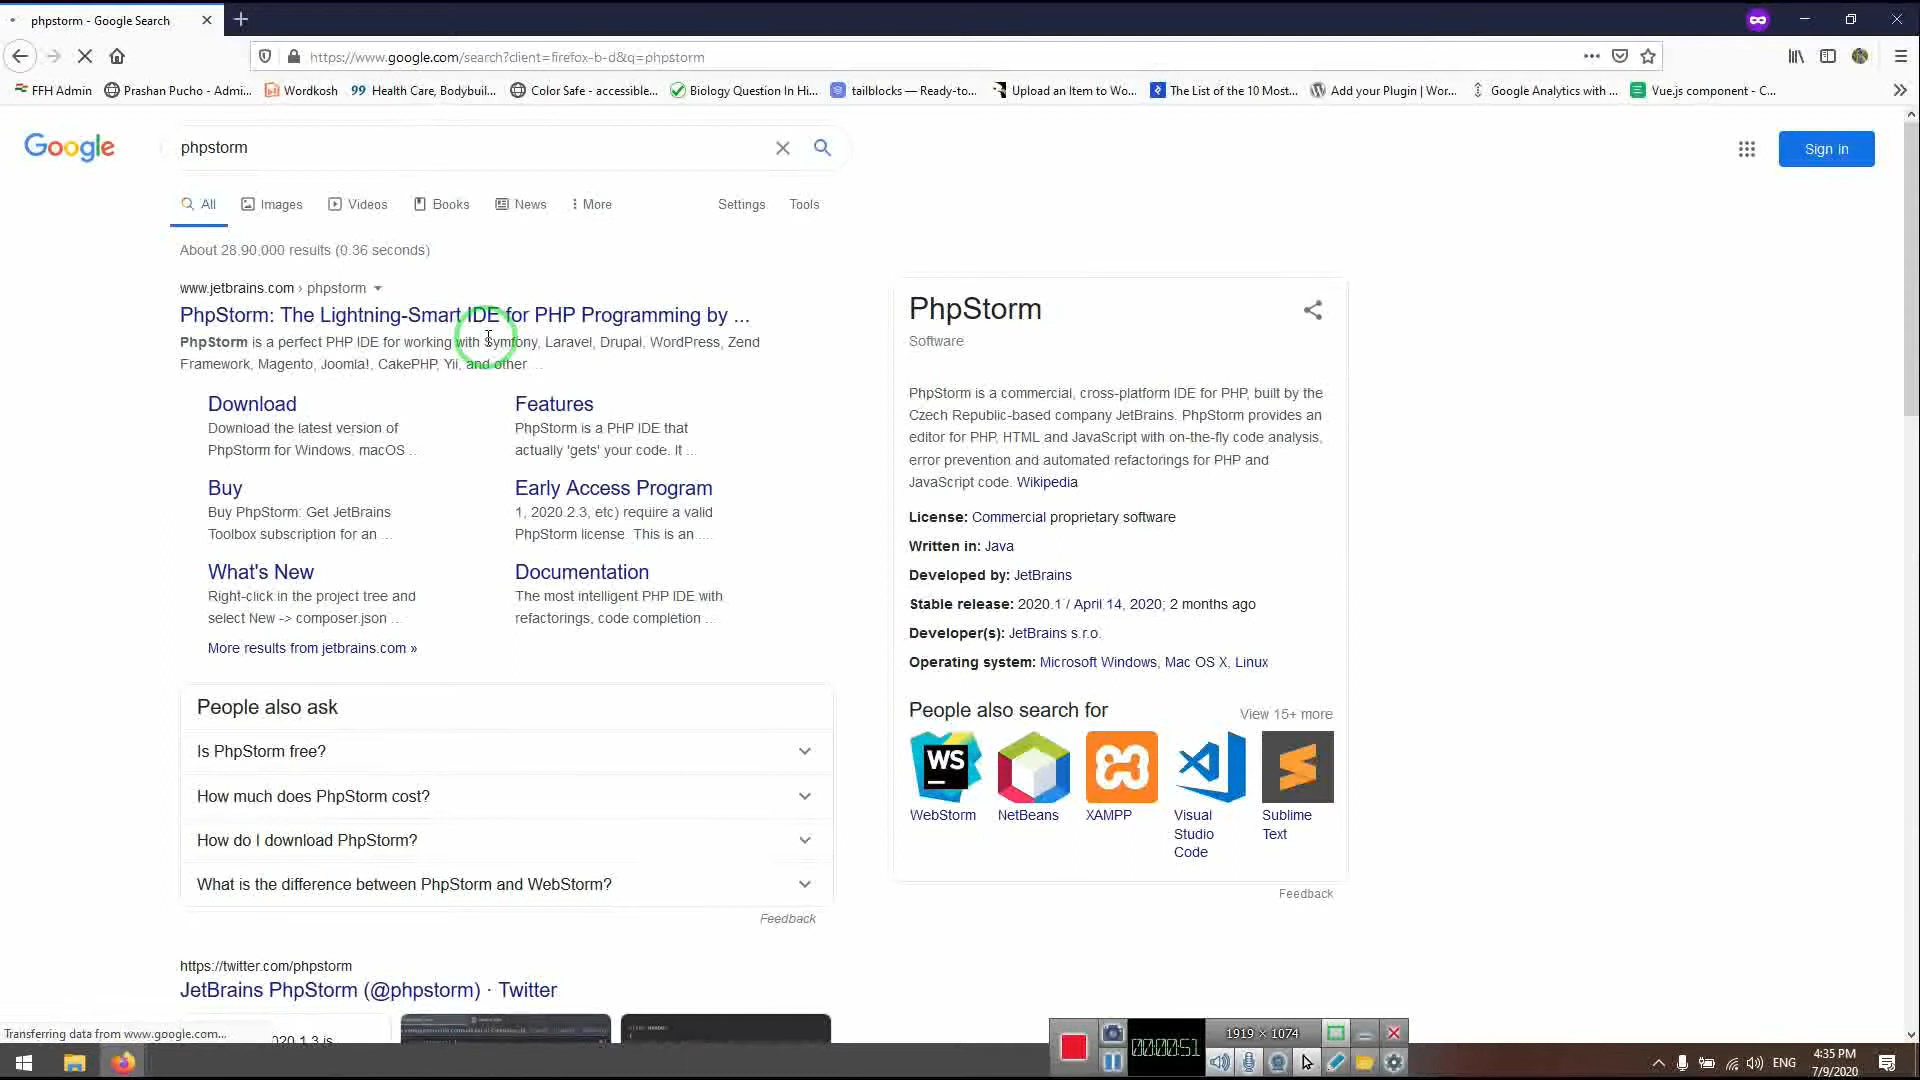 phpstorm - Google Search
https://www.google.com/search?client=firefox-b-d&q=phpstorm
FFH Admin
Prashan Pucho - Admi...
Wordkosh
99 Health Care, Bodybuil...
Color Safe - accessible...
Biology Question In Hi...
tailblocks — Ready-to...
Upload an Item to Wo...
The List of the 10 Most...
Add your Plugin | Wor...
Google Analytics with ...
Vue.js component - C...
Google
phpstorm
Sign in
All
Images
Videos
Books
News
More
Settings
Tools
About 28,90,000 results (0.36 seconds)
www.jetbrains.com › phpstorm
PhpStorm: The Lightning-Smart IDE for PHP Programming by ...
PhpStorm is a perfect PHP IDE for working with Symfony, Laravel, Drupal, WordPress, Zend
Framework, Magento, Joomla!, CakePHP, Yii, and other ...
Download
Download the latest version of
PhpStorm for Windows, macOS ...
Features
PhpStorm is a PHP IDE that
actually 'gets' your code. It ...
Buy
Buy PhpStorm: Get JetBrains
Toolbox subscription for an ...
Early Access Program
1, 2020.2.3, etc) require a valid
PhpStorm license. This is an ...
What's New
Right-click in the project tree and
select New -> composer.json ...
Documentation
The most intelligent PHP IDE with
refactorings, code completion ...
More results from jetbrains.com »
People also ask
Is PhpStorm free?
How much does PhpStorm cost?
How do I download PhpStorm?
What is the difference between PhpStorm and WebStorm?
Feedback
https://twitter.com/phpstorm
JetBrains PhpStorm (@phpstorm) · Twitter
PhpStorm
Software
PhpStorm is a commercial, cross-platform IDE for PHP, built by the
Czech Republic-based company JetBrains. PhpStorm provides an
editor for PHP, HTML and JavaScript with on-the-fly code analysis,
error prevention and automated refactorings for PHP and
JavaScript code. Wikipedia
License: Commercial proprietary software
Written in: Java
Developed by: JetBrains
Stable release: 2020.1 / April 14, 2020; 2 months ago
Developer(s): JetBrains s.r.o.
Operating system: Microsoft Windows, Mac OS X, Linux
People also search for
View 15+ more
WS
WebStorm
NetBeans
XAMPP
Visual
Studio
Code
Sublime
Text
Feedback
Transferring data from www.google.com...
1919 × 1074
00:00:51
ENG
4:35 PM
7/9/2020